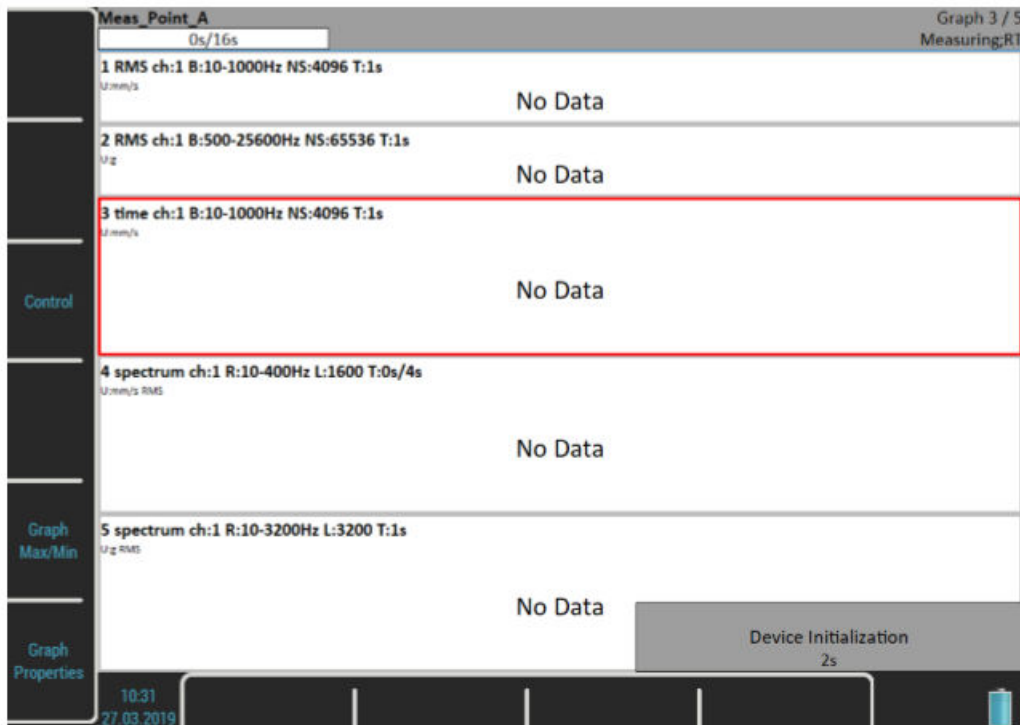 Meas_Point_A
Graph 3 / 5
0s/16s
Measuring;RT
1 RMS ch:1 B:10-1000Hz NS:4096 T:1s
U:mm/s
No Data
2 RMS ch:1 B:500-25600Hz NS:65536 T:1s
U:g
No Data
3 time ch:1 B:10-1000Hz NS:4096 T:1s
U:mm/s
No Data
Control
4 spectrum ch:1 R:10-400Hz L:1600 T:0s/4s
U:mm/s RMS
No Data
Graph
Max/Min
5 spectrum ch:1 R:10-3200Hz L:3200 T:1s
U:g RMS
No Data
Graph
Properties
Device Initialization
2s
10:31
27.03.2019